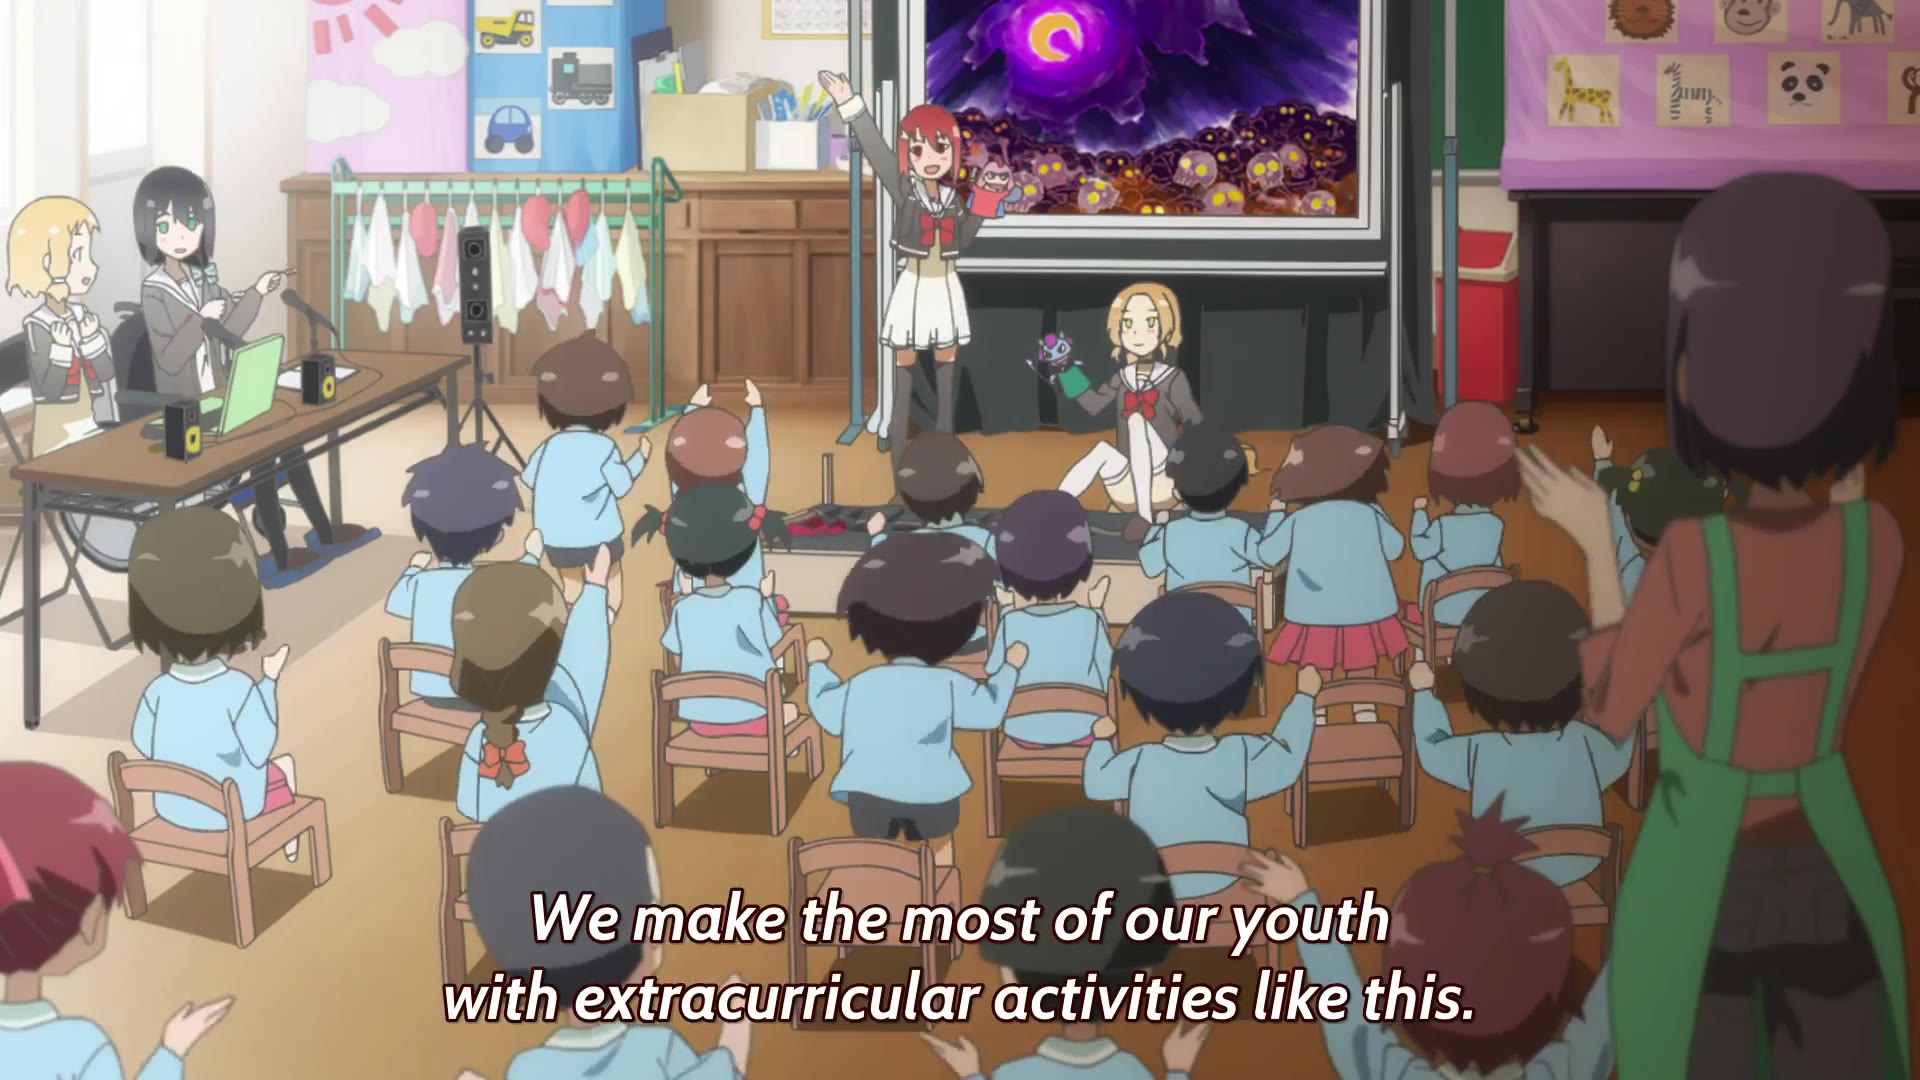 We make the most of our youth
with extracurricular activities like this.